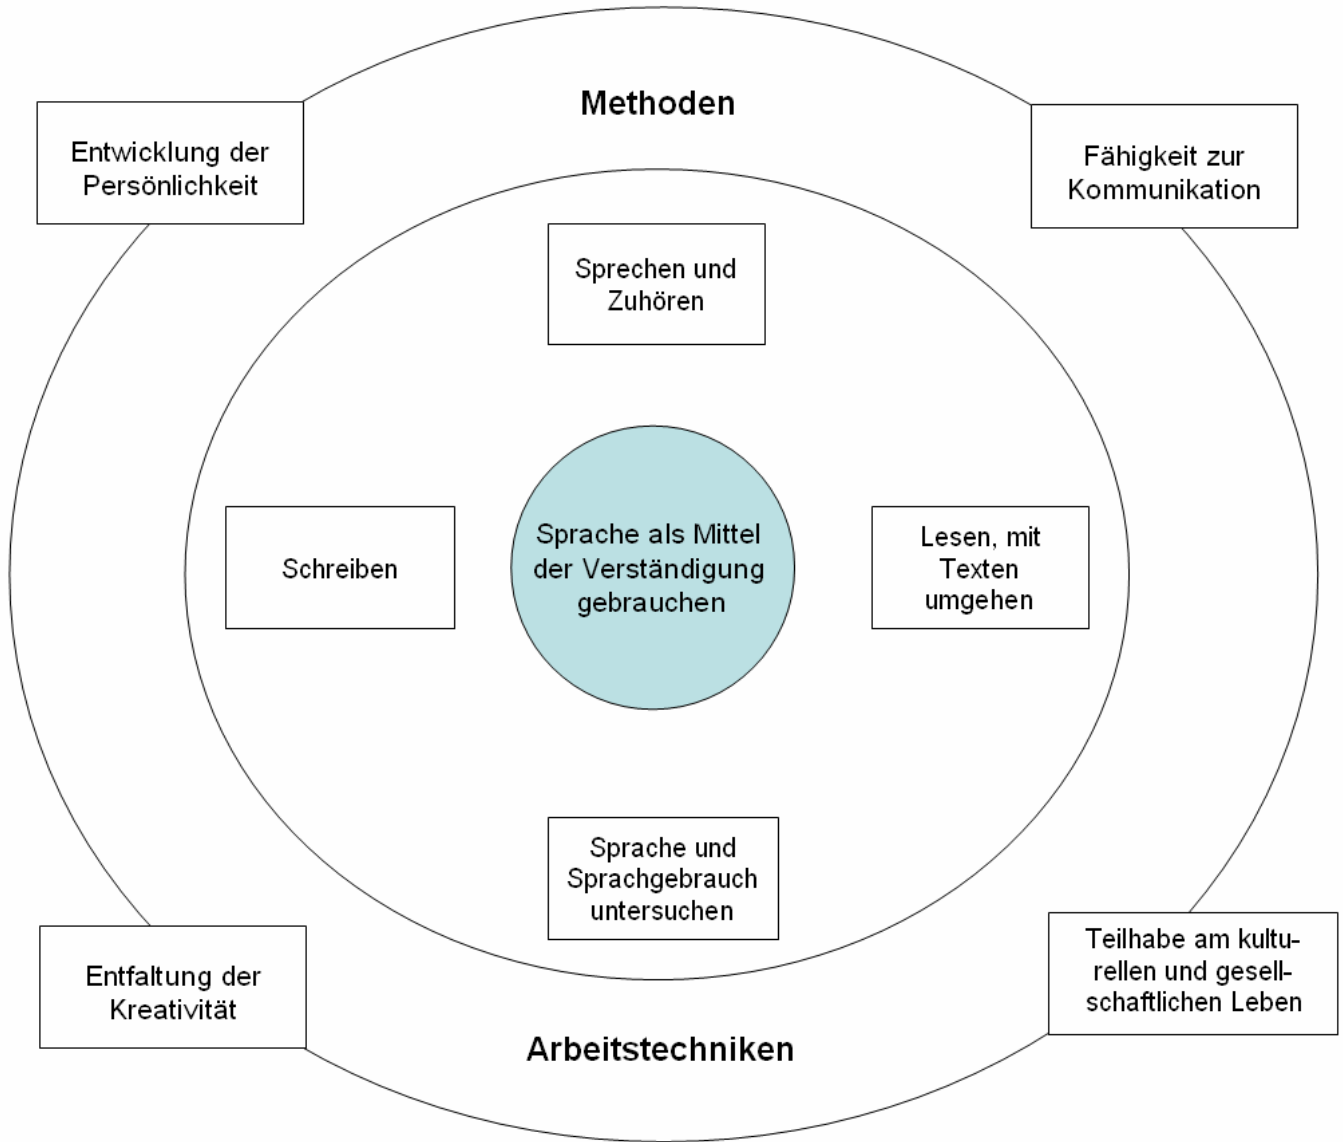 Methoden
Entwicklung der
Persönlichkeit
Fähigkeit zur
Kommunikation
Sprechen und
Zuhören
Schreiben
Sprache als Mittel
der Verständigung
gebrauchen
Lesen, mit
Texten
umgehen
Sprache und
Sprachgebrauch
untersuchen
Entfaltung der
Kreativität
Teilhabe am kultu-
rellen und gesell-
schaftlichen Leben
Arbeitstechniken